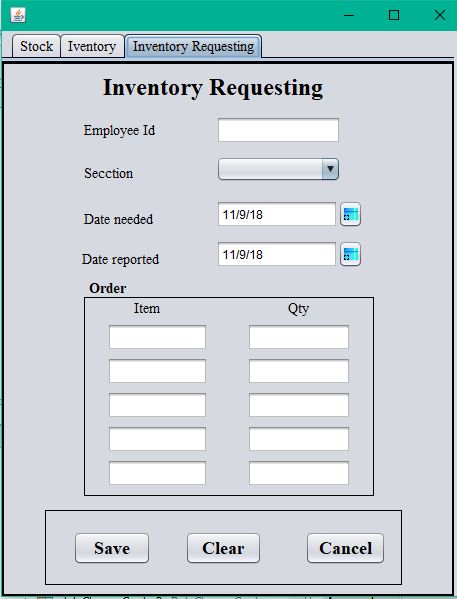 Stock Iventory Inventory Requesting
Inventory Requesting
Employee Id
Secction
Date needed 11/9/18
Date reported 11/9/18
Order
Item Qty
Save Clear Cancel